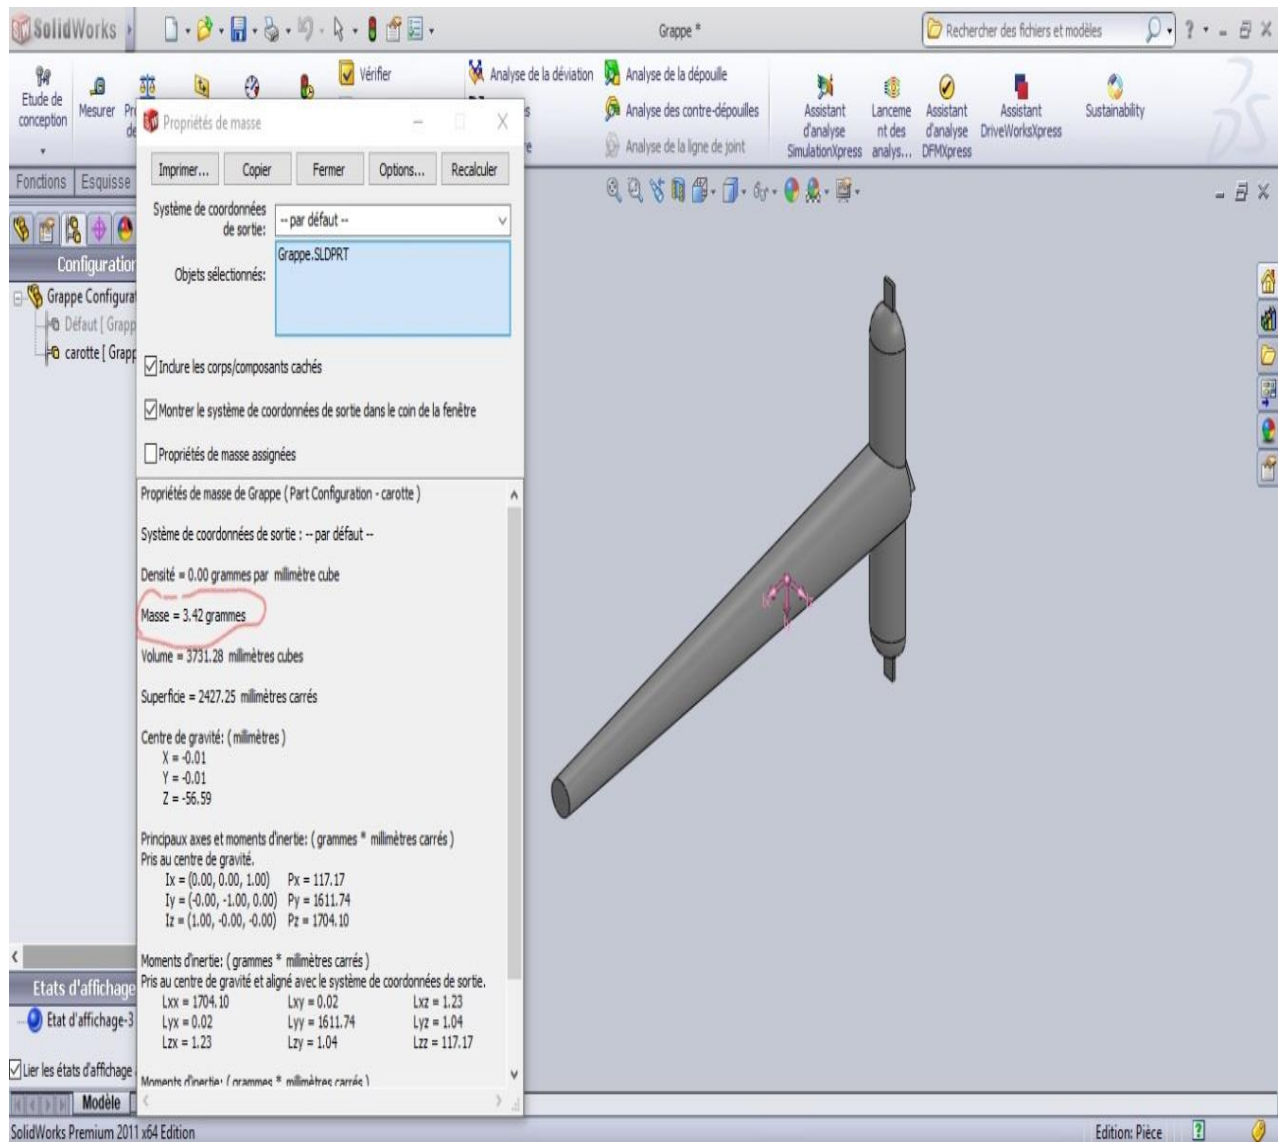 SolidWorks
Grappe *
Rechercher des fichiers et modèles
Etude de conception
Mesurer
Vérifier
Analyse de la déviation
Analyse de la dépouille
Analyse des contre-dépouilles
Analyse de la ligne de joint
Assistant d'analyse SimulationXpress
Lanceme nt des analys...
Assistant d'analyse DFMXpress
Assistant DriveWorksXpress
Sustainability
Fonctions
Esquisse
Configuration
Grappe Configurat
Défaut [ Grapp
carotte [ Grapp
Propriétés de masse
Imprimer...
Copier
Fermer
Options...
Recalculer
Système de coordonnées de sortie:
-- par défaut --
Objets sélectionnés:
Grappe.SLDPRT
Inclure les corps/composants cachés
Montrer le système de coordonnées de sortie dans le coin de la fenêtre
Propriétés de masse assignées
Propriétés de masse de Grappe ( Part Configuration - carotte )
Système de coordonnées de sortie : -- par défaut --
Densité = 0.00 grammes par millimètre cube
Masse = 3.42 grammes
Volume = 3731.28 millimètres cubes
Superficie = 2427.25 millimètres carrés
Centre de gravité: ( millimètres )
X = -0.01
Y = -0.01
Z = -56.59
Principaux axes et moments d'inertie: ( grammes * millimètres carrés )
Pris au centre de gravité.
Ix = (0.00, 0.00, 1.00) Px = 117.17
Iy = (-0.00, -1.00, 0.00) Py = 1611.74
Iz = (1.00, -0.00, -0.00) Pz = 1704.10
Moments d'inertie: ( grammes * millimètres carrés )
Pris au centre de gravité et aligné avec le système de coordonnées de sortie.
Lxx = 1704.10 Lxy = 0.02 Lxz = 1.23
Lyx = 0.02 Lyy = 1611.74 Lyz = 1.04
Lzx = 1.23 Lzy = 1.04 Lzz = 117.17
Moments d'inertie: ( grammes * millimètres carrés )
Etats d'affichage
Etat d'affichage-3
Lier les états d'affichage
Modèle
SolidWorks Premium 2011 x64 Edition
Edition: Pièce